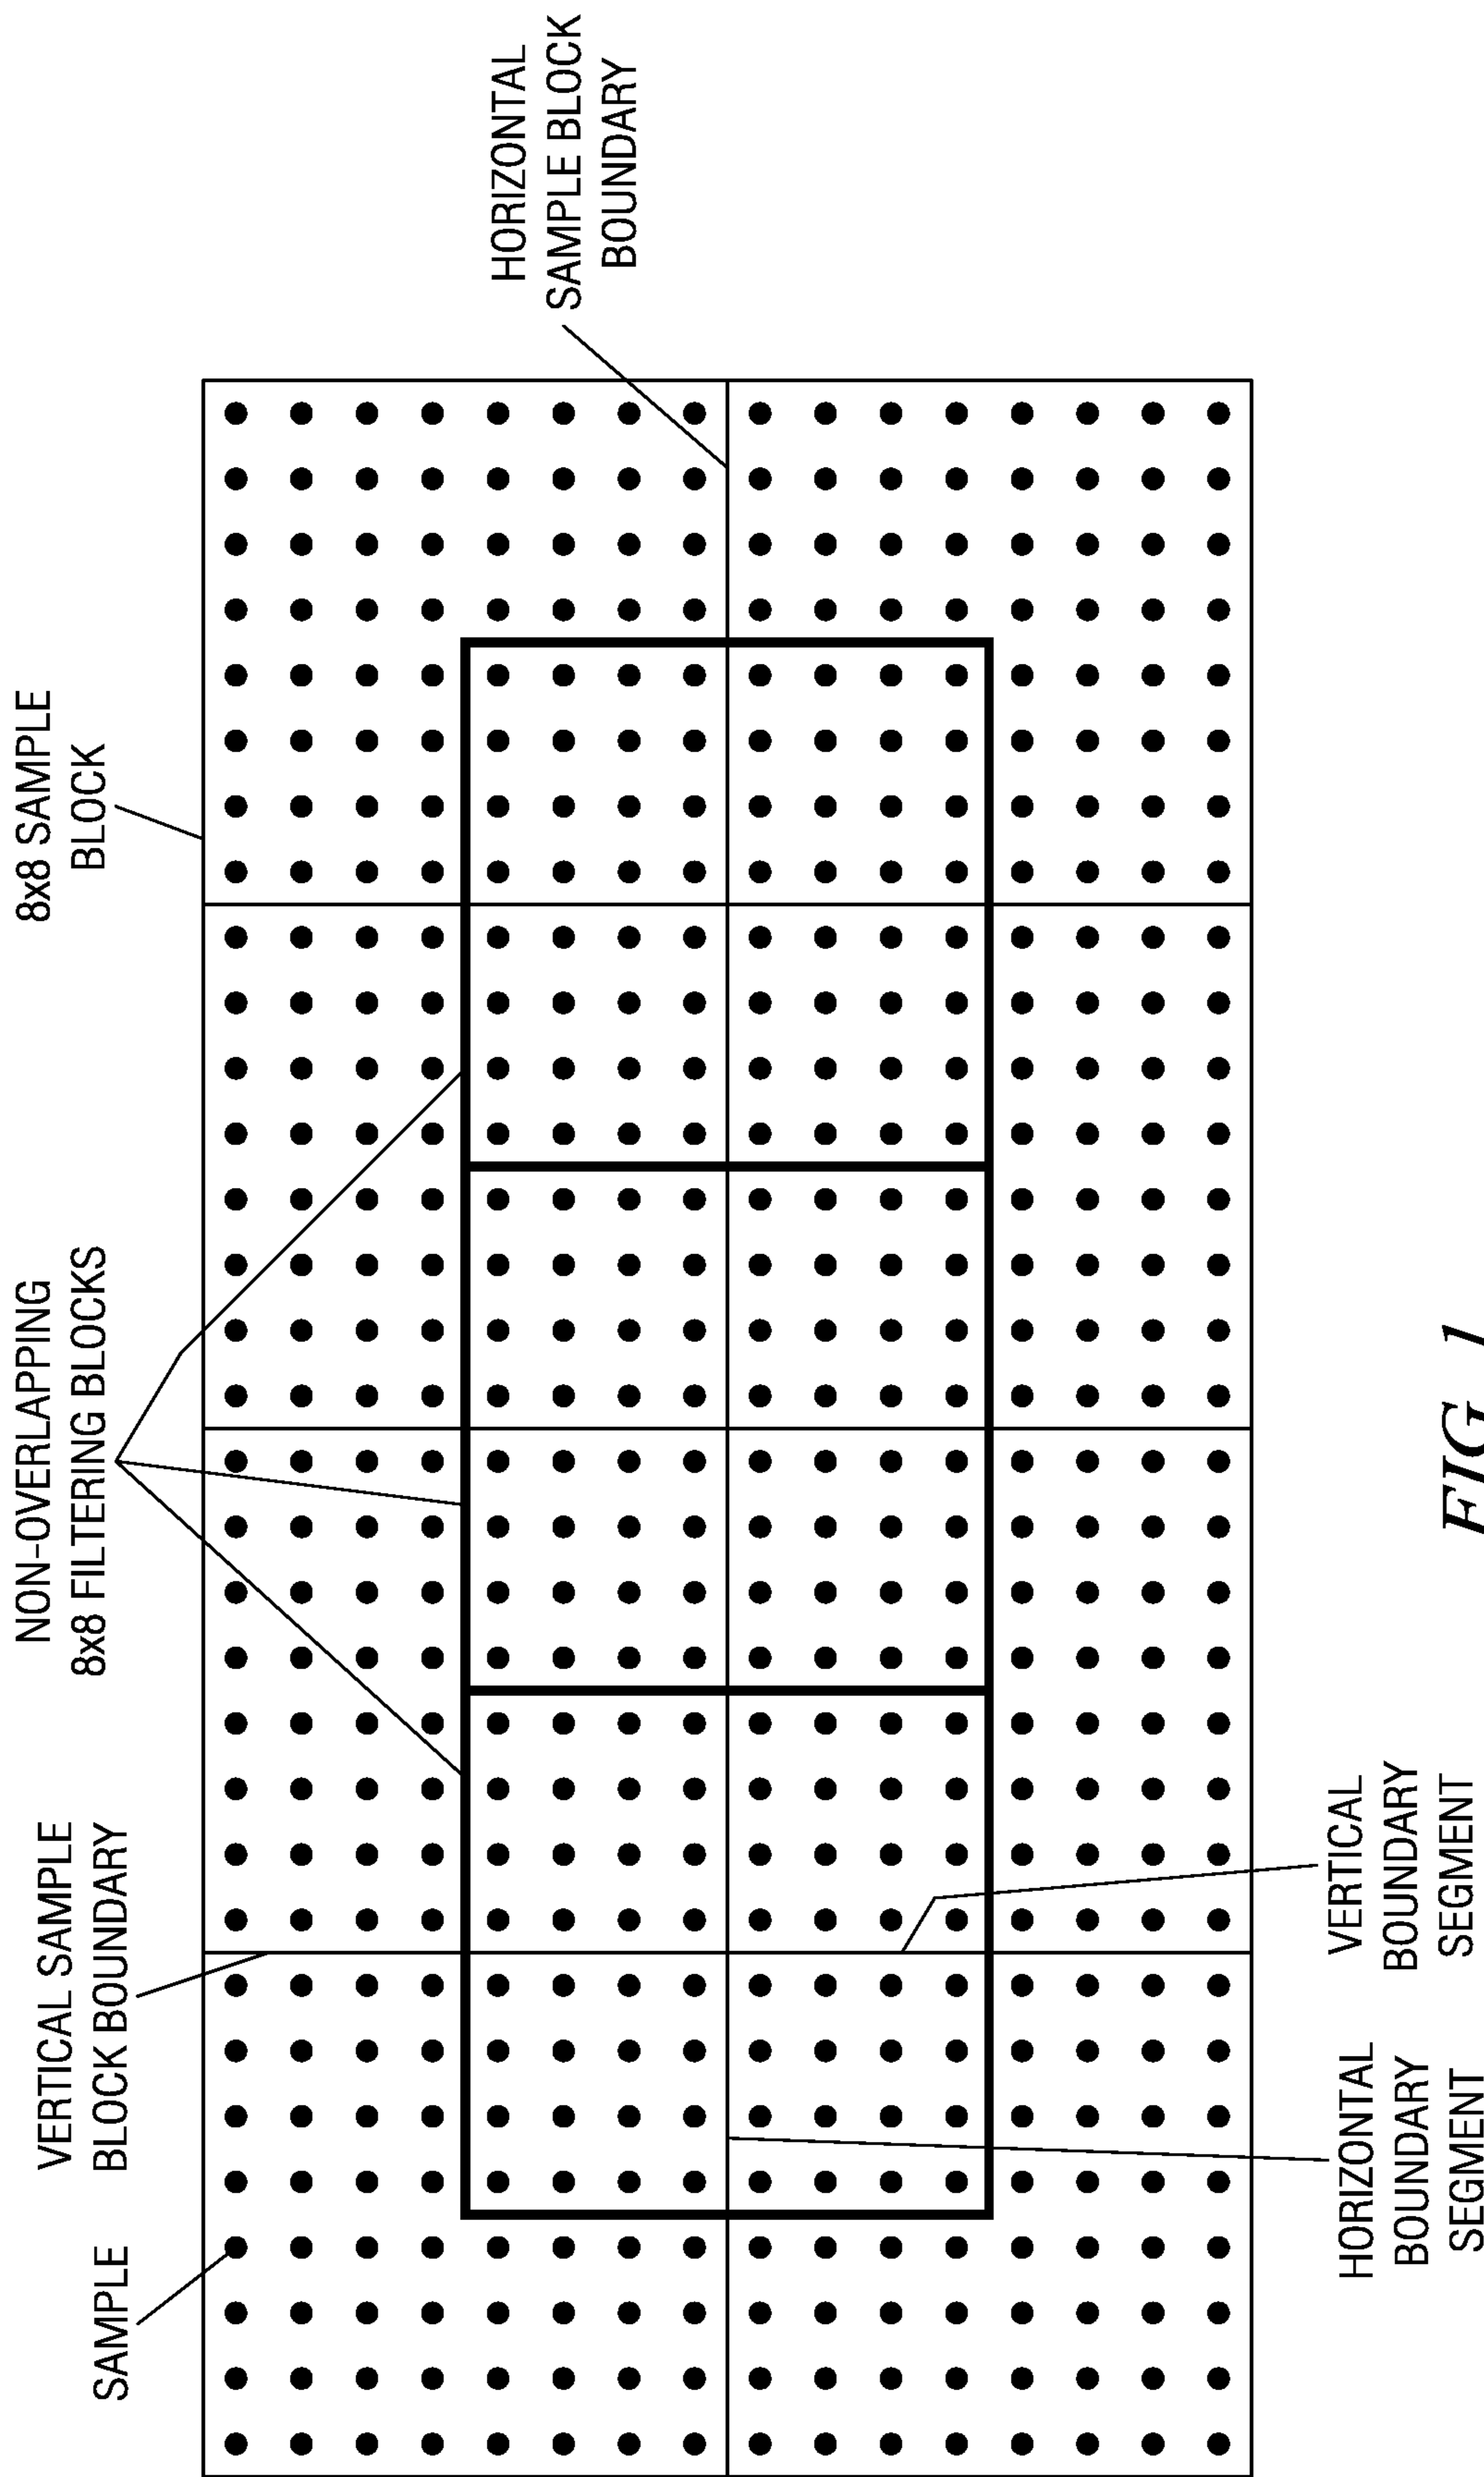 SAMPLE
VERTICAL SAMPLE
BLOCK BOUNDARY
NON-OVERLAPPING
8x8 FILTERING BLOCKS
8x8 SAMPLE
BLOCK
HORIZONTAL
SAMPLE BLOCK
BOUNDARY
HORIZONTAL
BOUNDARY
SEGMENT
VERTICAL
BOUNDARY
SEGMENT
FIG. 1